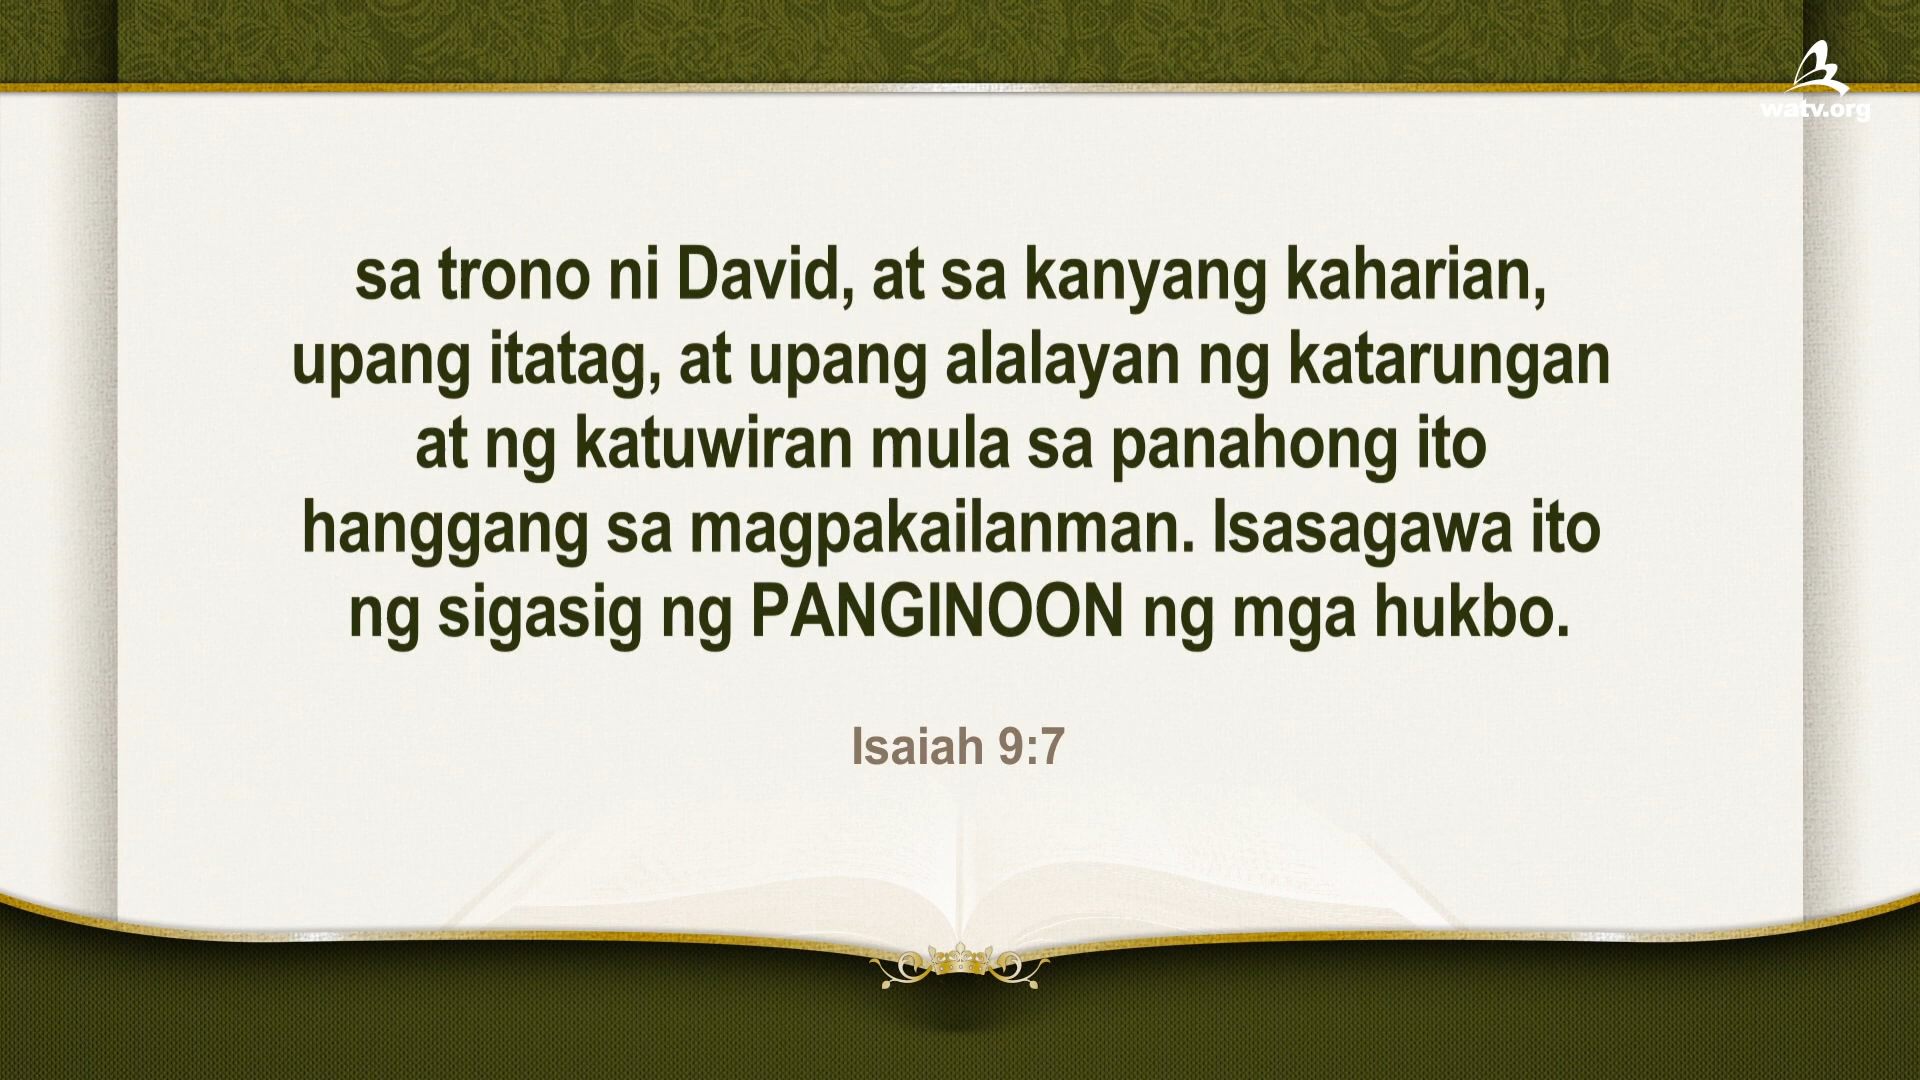 watv.org
sa trono ni David, at sa kanyang kaharian,
upang itatag, at upang alalayan ng katarungan
at ng katuwiran mula sa panahong ito
hanggang sa magpakailanman. Isasagawa ito
ng sigasig ng PANGINOON ng mga hukbo.
Isaiah 9:7